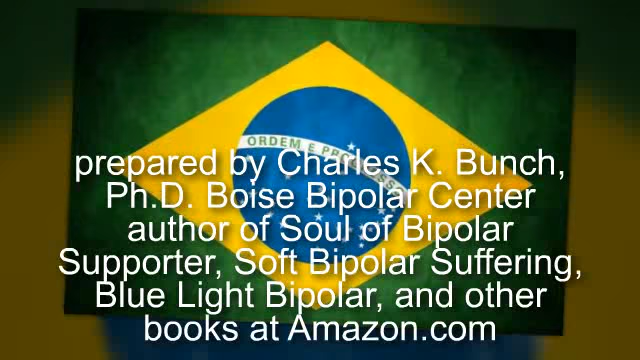 ORDEM E PROGRESSO
prepared by Charles K. Bunch,
Ph.D. Boise Bipolar Center
author of Soul of Bipolar
Supporter, Soft Bipolar Suffering,
Blue Light Bipolar, and other
books at Amazon.com